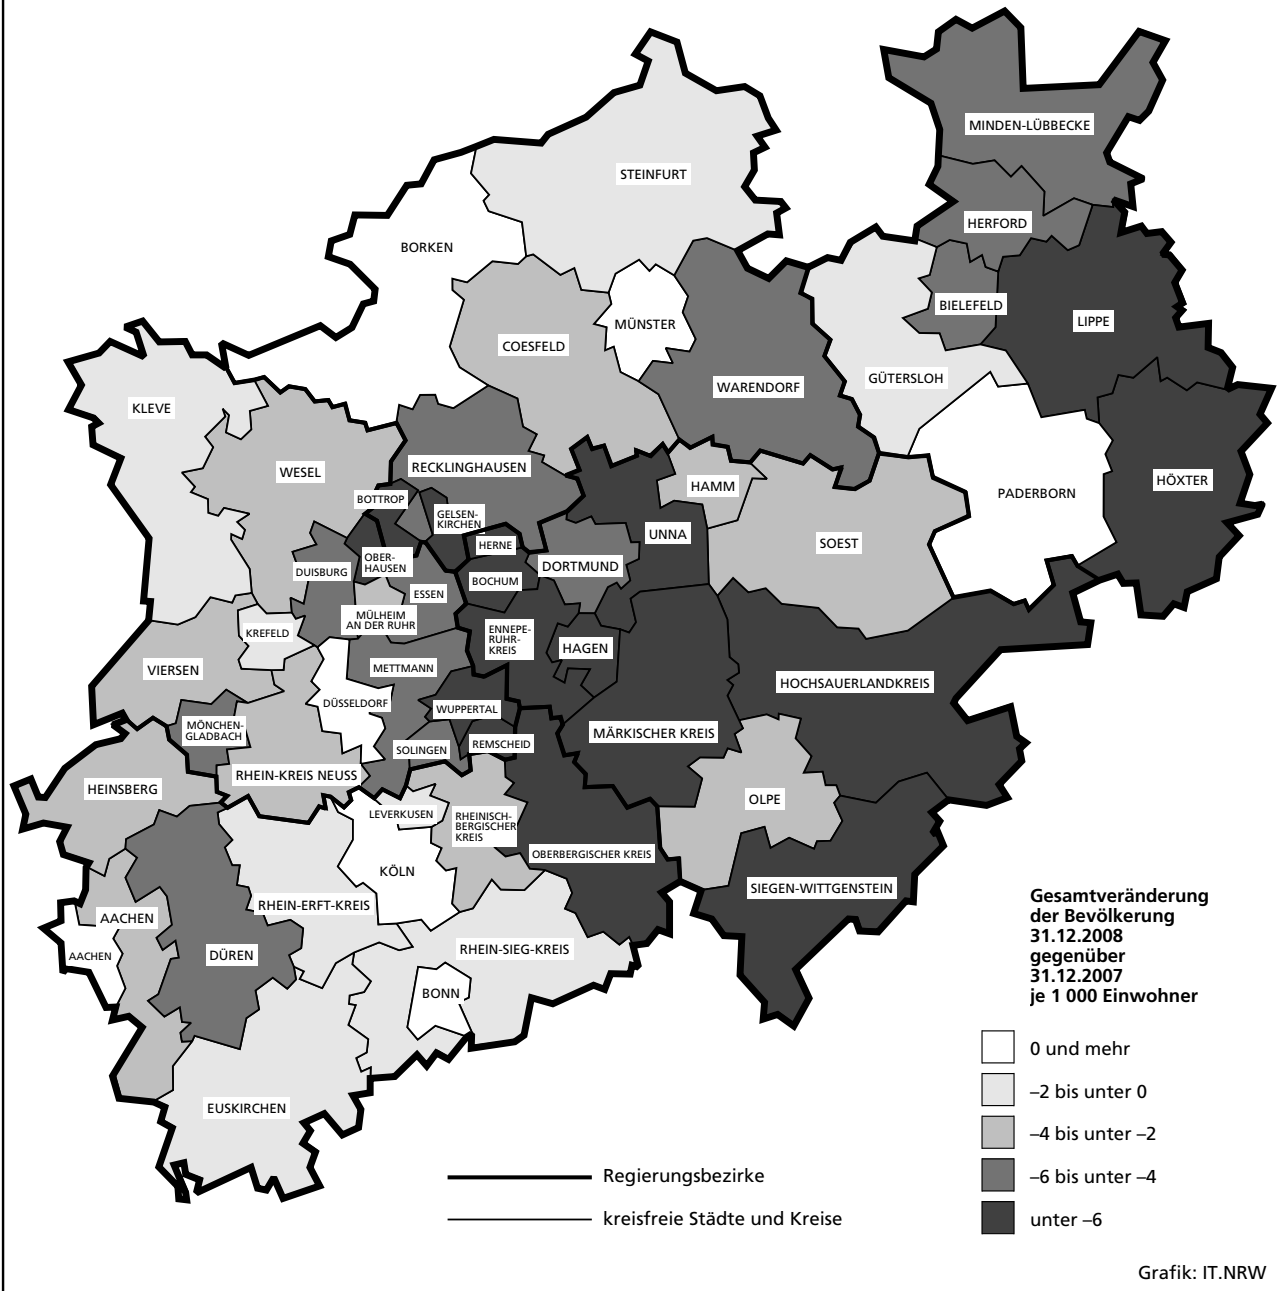 MINDEN-LÜBBECKE
STEINFURT
HERFORD
BORKEN
BIELEFELD
MÜNSTER
LIPPE
COESFELD
GÜTERSLOH
WARENDORF
KLEVE
RECKLINGHAUSEN
WESEL
HÖXTER
HAMM
PADERBORN
BOTTROP
GELSEN-
KIRCHEN
UNNA
SOEST
HERNE
OBER-
HAUSEN
DORTMUND
DUISBURG
BOCHUM
ESSEN
MÜLHEIM
AN DER RUHR
KREFELD
ENNEPE-
RUHR-
KREIS
HAGEN
VIERSEN
METTMANN
HOCHSAUERLANDKREIS
DÜSSELDORF
WUPPERTAL
MÖNCHEN-
GLADBACH
MÄRKISCHER KREIS
SOLINGEN
REMSCHEID
RHEIN-KREIS NEUSS
HEINSBERG
OLPE
LEVERKUSEN
RHEINISCH-
BERGISCHER
KREIS
OBERBERGISCHER KREIS
KÖLN
SIEGEN-WITTGENSTEIN
RHEIN-ERFT-KREIS
AACHEN
RHEIN-SIEG-KREIS
AACHEN
DÜREN
BONN
EUSKIRCHEN
Gesamtveränderung
der Bevölkerung
31.12.2008
gegenüber
31.12.2007
je 1 000 Einwohner
0 und mehr
–2 bis unter 0
–4 bis unter –2
–6 bis unter –4
unter –6
Regierungsbezirke
kreisfreie Städte und Kreise
Grafik: IT.NRW